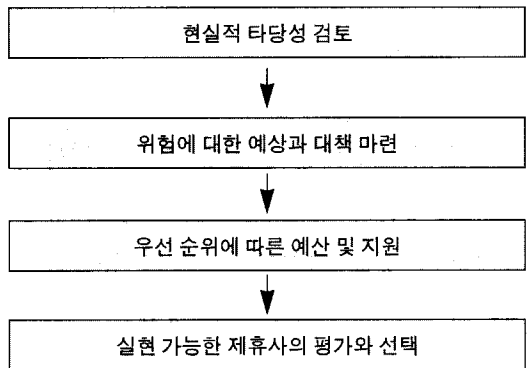 현실적 타당성 검토
위험에 대한 예상과 대책 마련
우선 순위에 따른 예산 및 지원
실현 가능한 제휴사의 평가와 선택